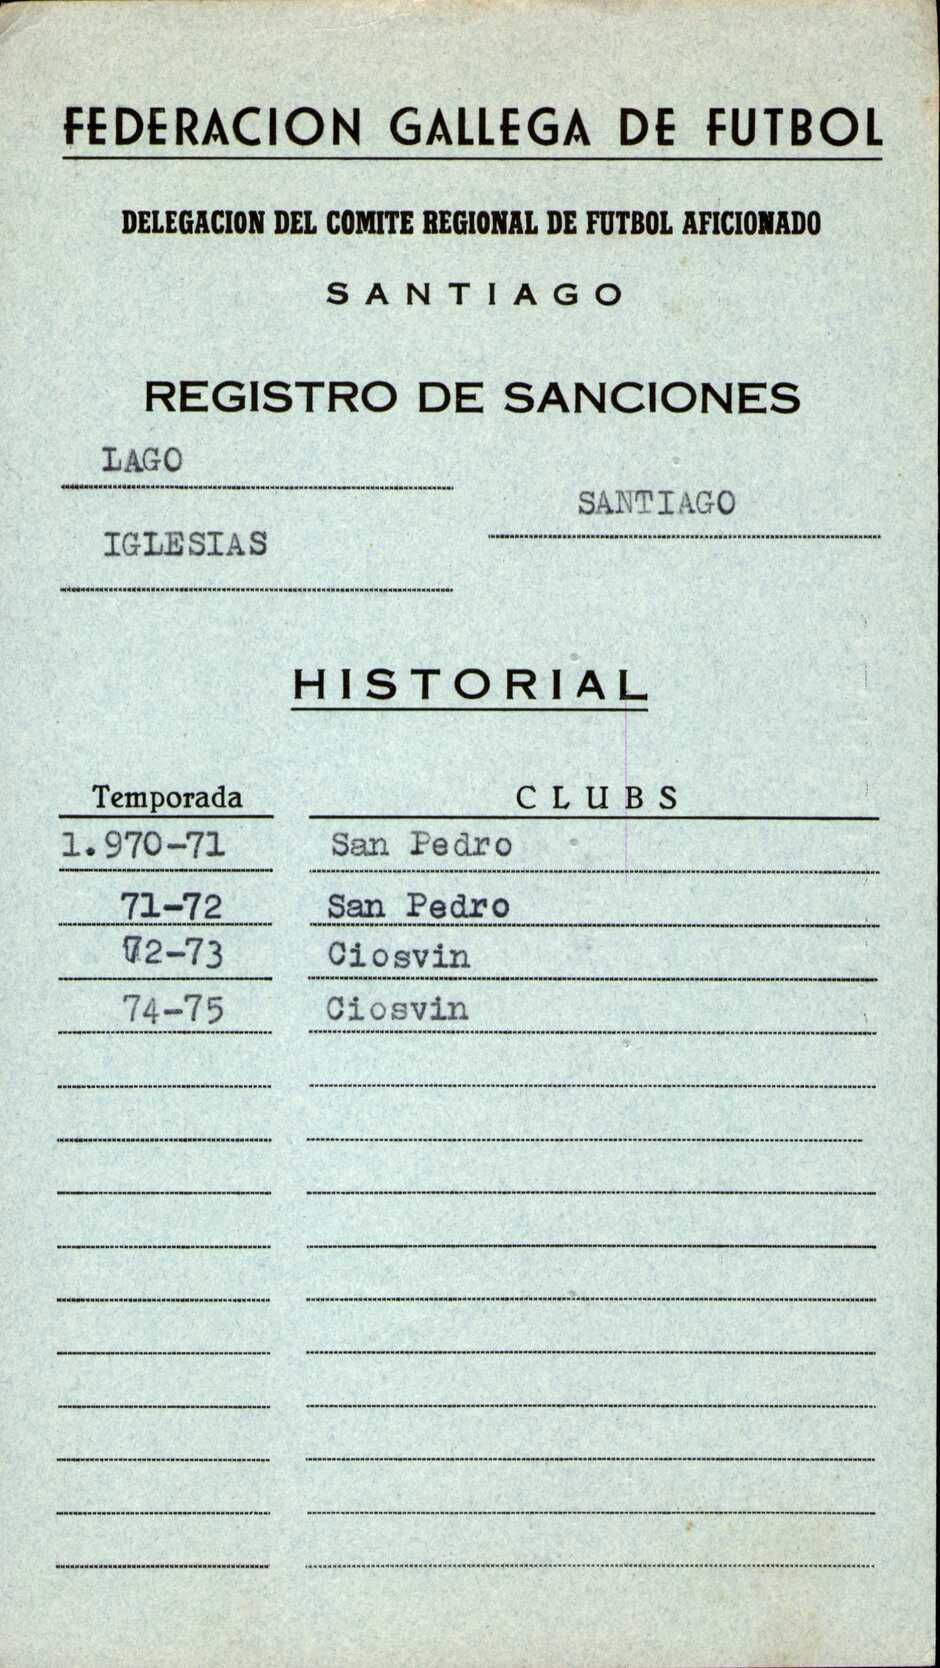 FEDERACION GALLEGA DE FUTBOL
DELEGACION DEL COMITE REGIONAL DE FUTBOL AFICIONADO
SANTIAGO
REGISTRO DE SANCIONES
LAGO
SANTIAGO
IGLESIAS
HISTORIAL
Temporada CLUBS
1.970-71 San Pedro
71-72 San Pedro
72-73 Ciosvin
74-75 Ciosvin